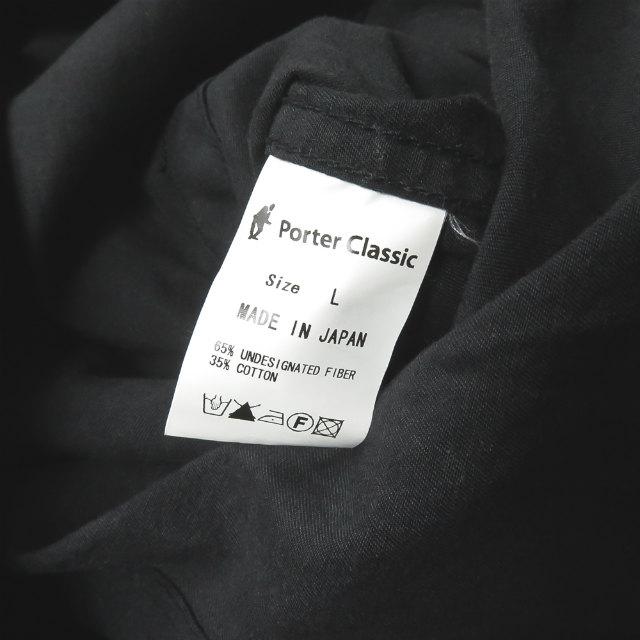 Porter Classic
Size L
MADE IN JAPAN
65% UNDESIGNATED FIBER
35% COTTON
F